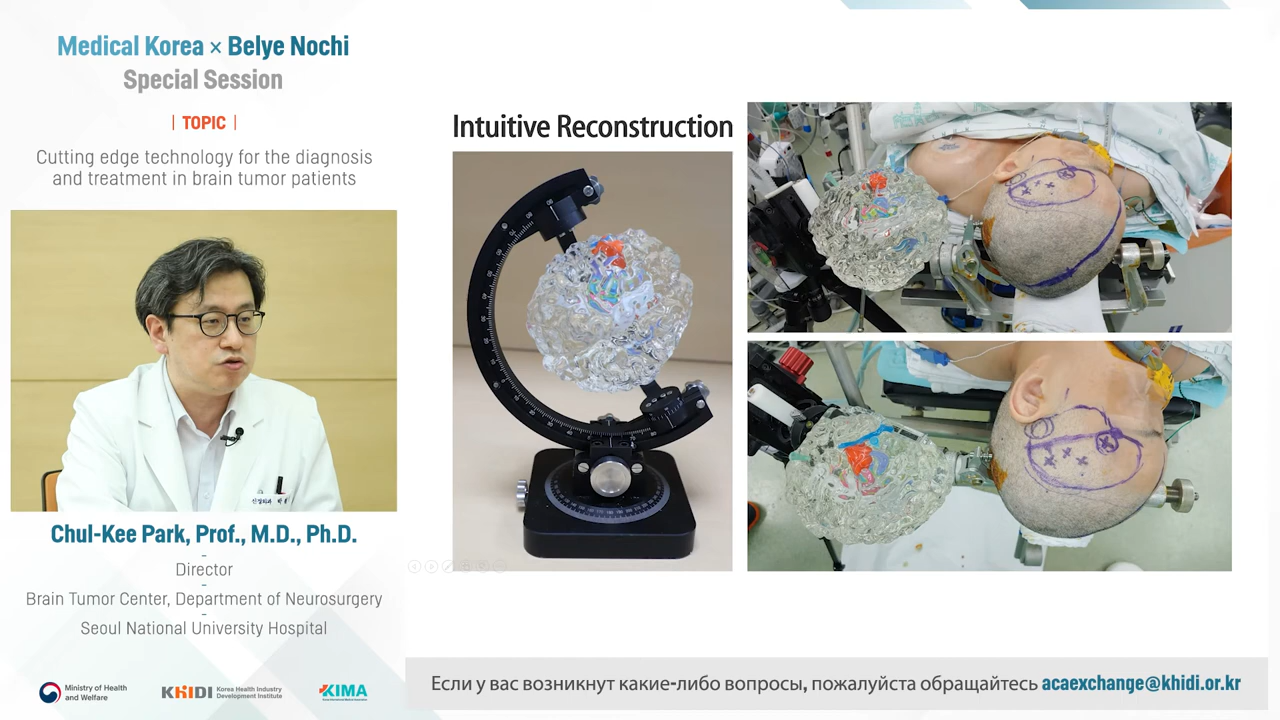 Medical Korea × Belye Nochi
Special Session
| TOPIC |
Cutting edge technology for the diagnosis
and treatment in brain tumor patients
Chul-Kee Park, Prof., M.D., Ph.D.
-
Director
-
Brain Tumor Center, Department of Neurosurgery
-
Seoul National University Hospital
Ministry of Health
and Welfare
KHIDI
Korea Health Industry
Development Institute
KIMA
Intuitive Reconstruction
Если у вас возникнут какие-либо вопросы, пожалуйста обращайтесь acaexchange@khidi.or.kr